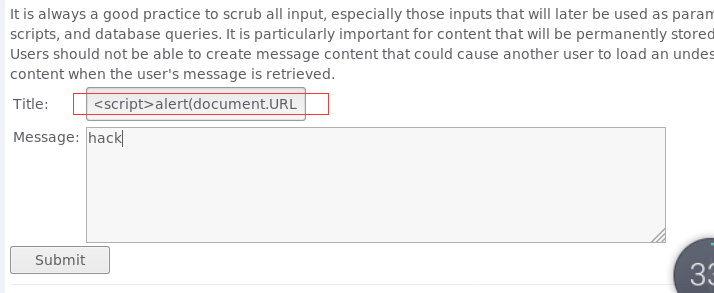 It is always a good practice to scrub all input, especially those inputs that will later be used as param
scripts, and database queries. It is particularly important for content that will be permanently stored
Users should not be able to create message content that could cause another user to load an undes
content when the user's message is retrieved.
Title: <script>alert(document.URL
Message: hack
Submit
33